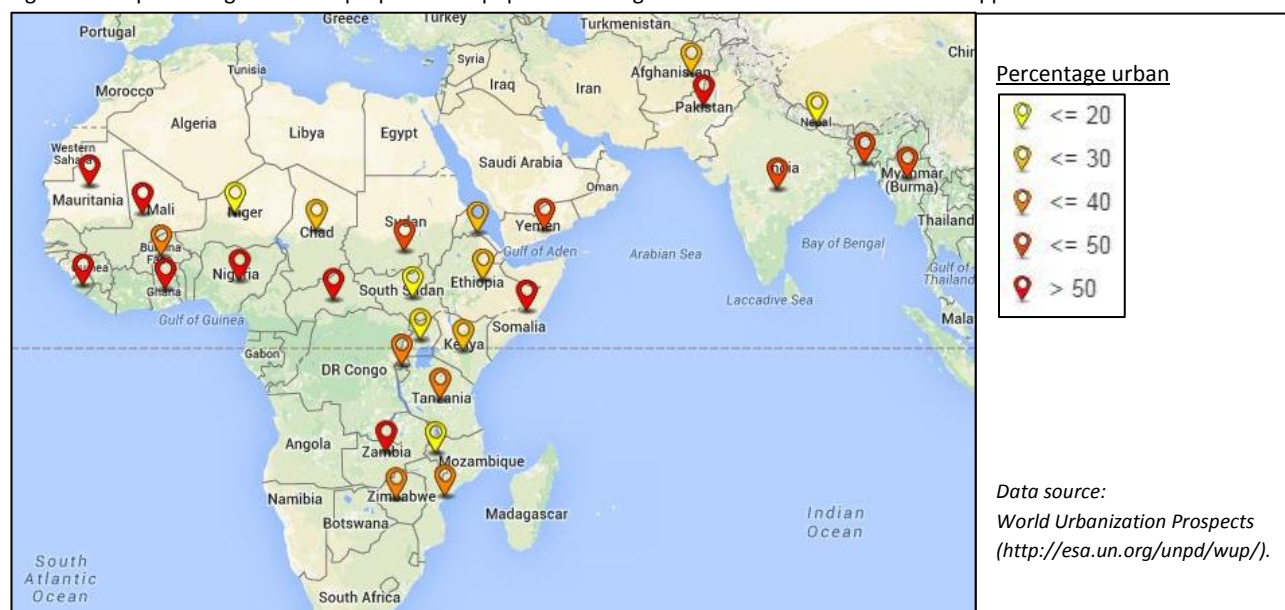 Portugal
Greece
Turkey
Turkmenistan
Tunisia
Syria
Afghanistan
Morocco
Iraq
Iran
Pakistan
Algeria
Libya
Egypt
Nepal
Western
Sahara
Saudi Arabia
India
Myanmar
(Burma)
Oman
Mauritania
Mali
Niger
Chad
Sudan
Yemen
Thailand
Burkina
Faso
Gulf of Aden
Arabian Sea
Bay of Bengal
Guinea
Ghana
Nigeria
South Sudan
Ethiopia
Gulf of
Thailand
Laccadive Sea
Gulf of Guinea
Somalia
Gabon
Kenya
DR Congo
Tanzania
Angola
Zambia
Mozambique
Namibia
Zimbabwe
Botswana
Madagascar
Indian
Ocean
South
Atlantic
Ocean
South Africa
Percentage urban
<= 20
<= 30
<= 40
<= 50
> 50
Data source:
World Urbanization Prospects
(http://esa.un.org/unpd/wup/).